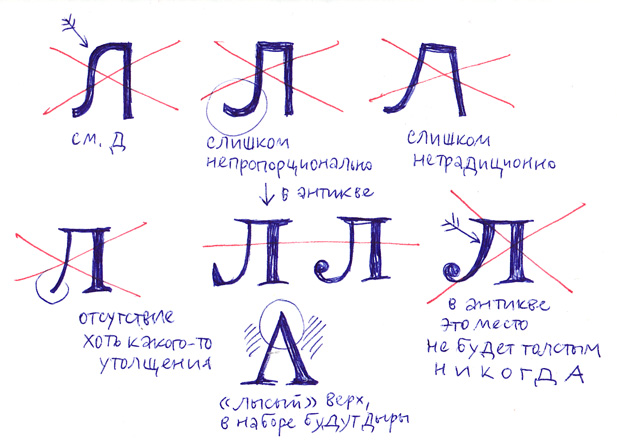 Л Л Л
см. Д
слишком
непропорционально
слишком
нетрадиционно
в антикве
Л Л Л Л
отсутствие
хоть какого-то
утолщения
Л
«лысый» верх,
в наборе будут дыры
в антикве
это место
не будет толстым
НИКОГДА